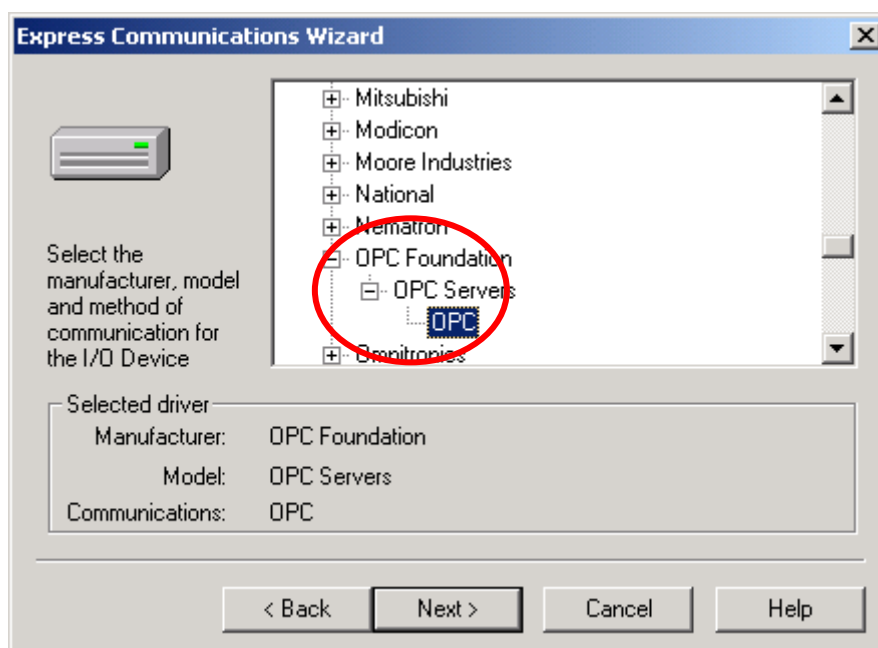 Express Communications Wizard
Mitsubishi
Modicon
Moore Industries
National
Nematron
OPC Foundation
OPC Servers
OPC
Omnitronics
Select the
manufacturer, model
and method of
communication for
the I/O Device
Selected driver
Manufacturer: OPC Foundation
Model: OPC Servers
Communications: OPC
< Back Next > Cancel Help